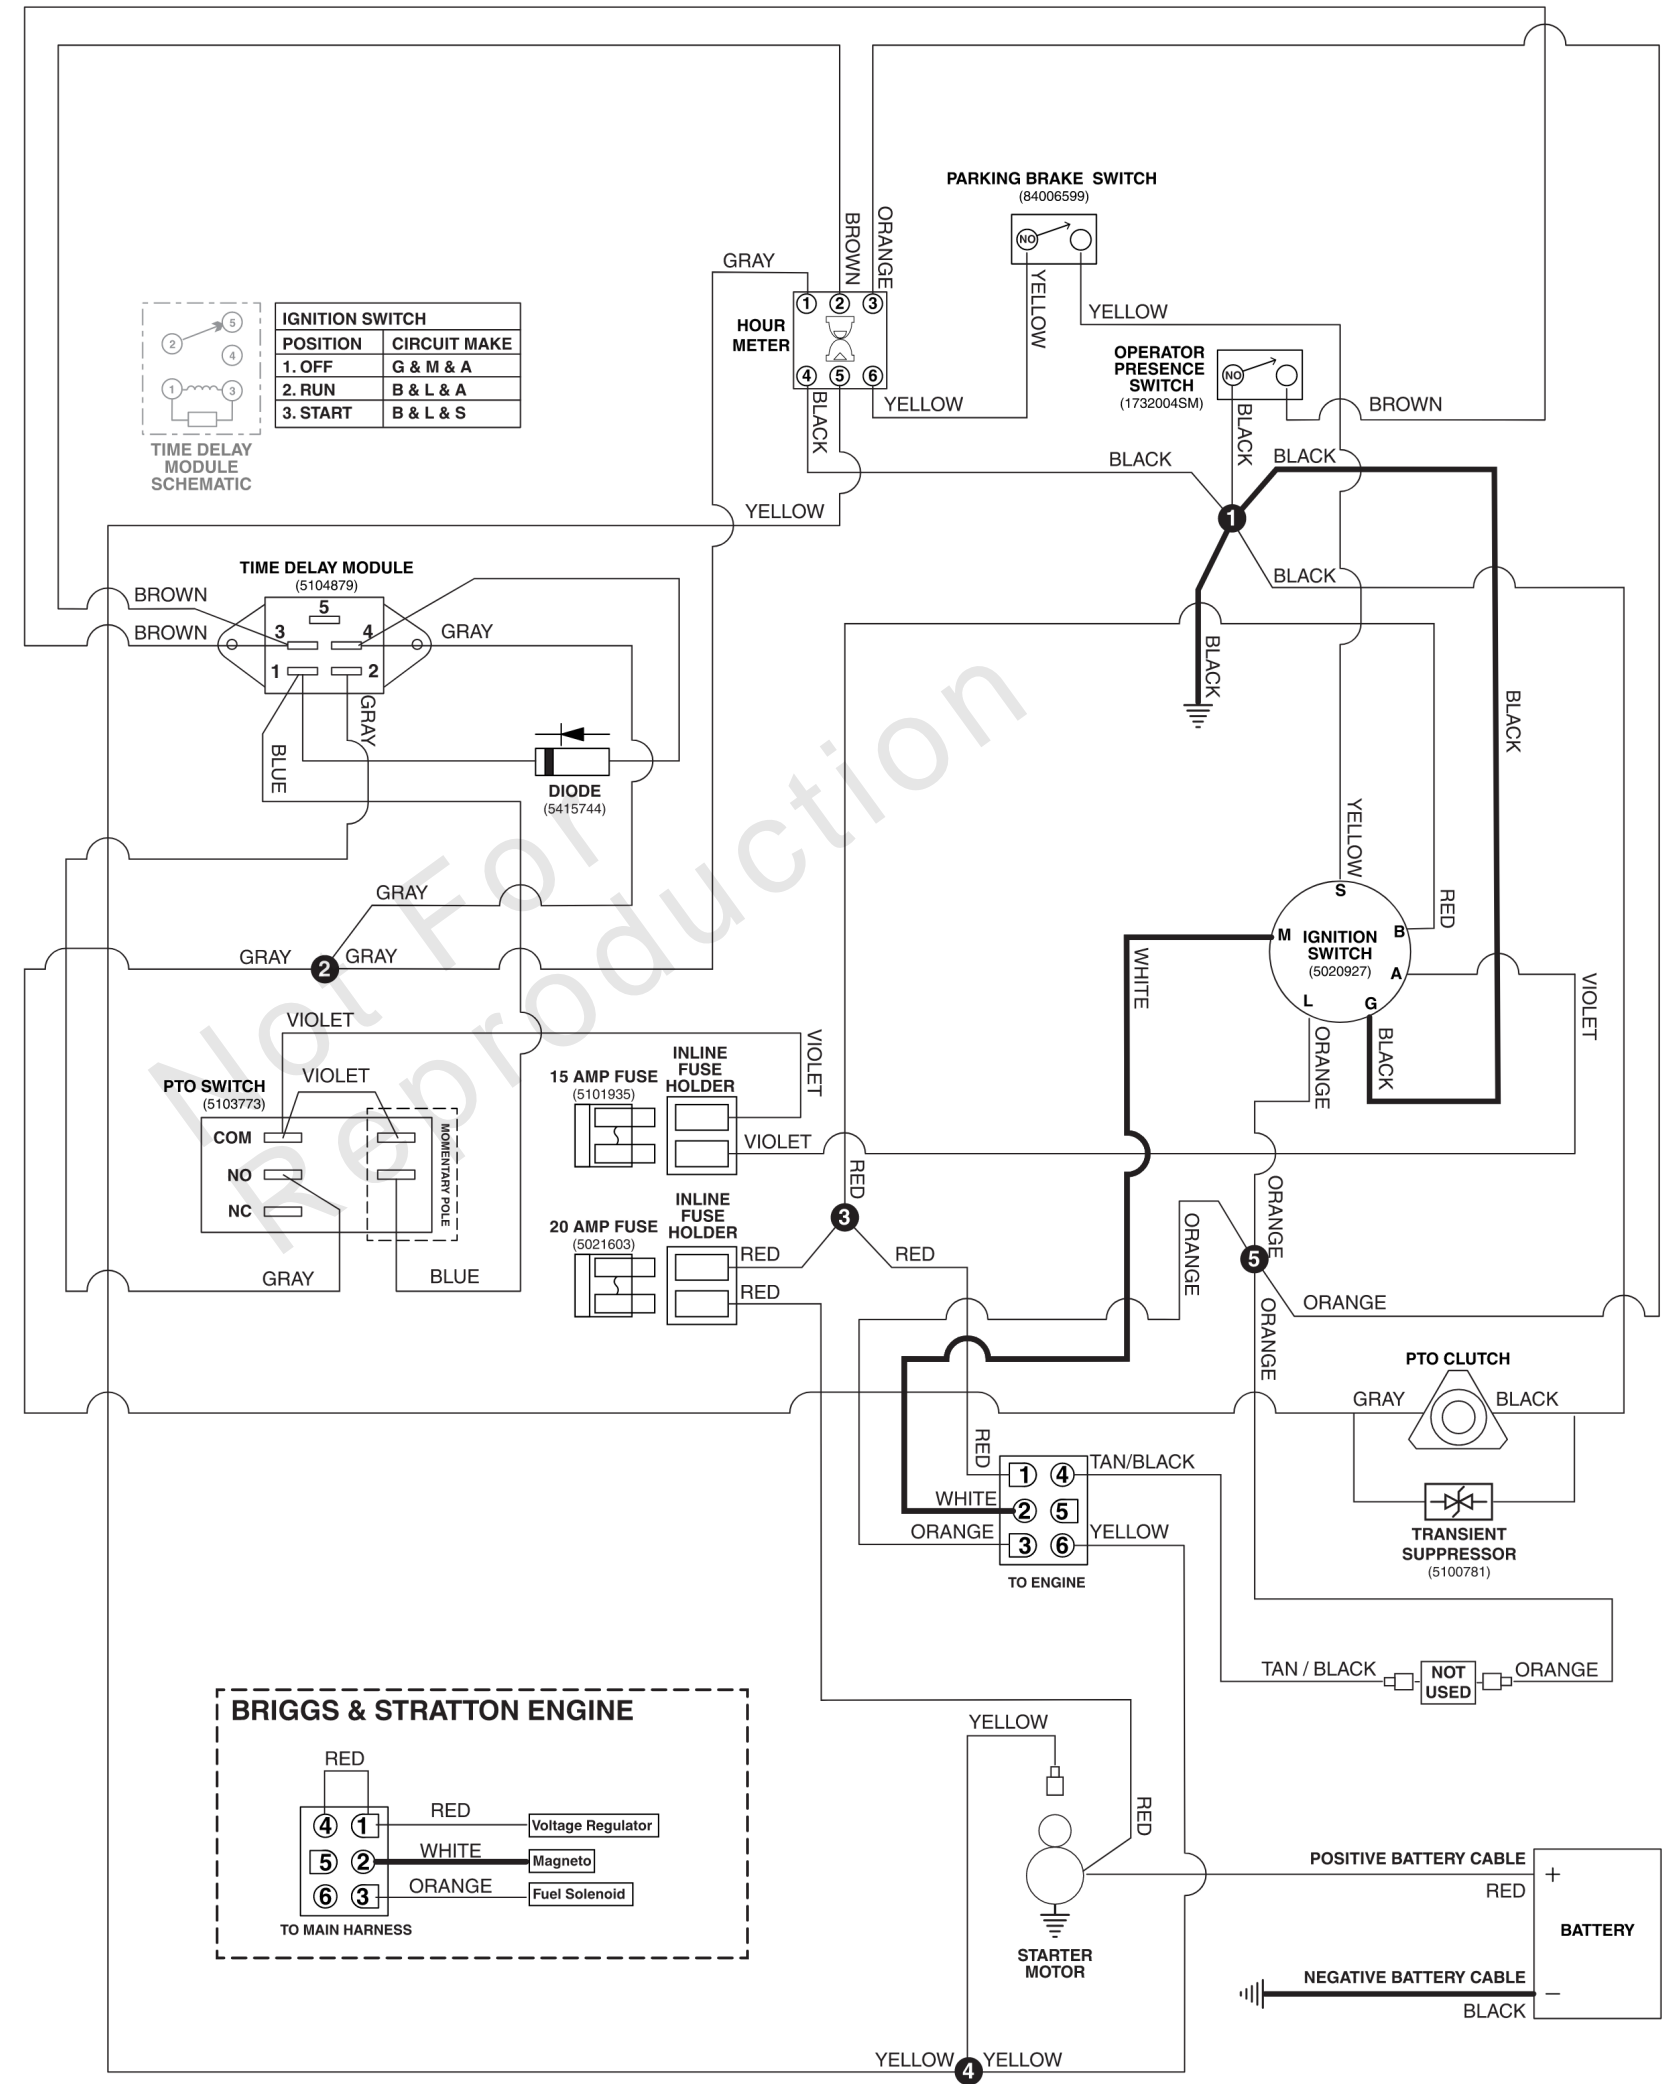 PARKING BRAKE SWITCH
(84006599)
NO
YELLOW
YELLOW
BROWN
ORANGE
GRAY
1 2 3
HOUR
METER
4 5 6
BLACK
YELLOW
YELLOW
OPERATOR
PRESENCE
SWITCH
(1732004SM)
NO
BLACK
BROWN
BLACK
BLACK
1
BLACK
BLACK
BLACK
5
2
4
1
3
TIME DELAY
MODULE
SCHEMATIC
IGNITION SWITCH
POSITION CIRCUIT MAKE
1. OFF G & M & A
2. RUN B & L & A
3. START B & L & S
TIME DELAY MODULE
(5104879)
BROWN
BROWN
5
3 4
1 2
GRAY
GRAY
BLUE
DIODE
(5415744)
GRAY
GRAY
2
GRAY
Not For
Reproduction
YELLOW
S
M
B
IGNITION
SWITCH
(5020927)
A
L
G
RED
WHITE
ORANGE
BLACK
VIOLET
VIOLET
VIOLET
VIOLET
PTO SWITCH
(5103773)
COM
NO
NC
MOMENTARY POLE
GRAY
BLUE
15 AMP FUSE
(5101935)
INLINE
FUSE
HOLDER
VIOLET
20 AMP FUSE
(5021603)
INLINE
FUSE
HOLDER
RED
RED
RED
3
RED
ORANGE
ORANGE
5
ORANGE
ORANGE
PTO CLUTCH
GRAY
BLACK
TRANSIENT
SUPPRESSOR
(5100781)
RED
WHITE
ORANGE
1 4
2 5
3 6
TAN/BLACK
YELLOW
TO ENGINE
TAN / BLACK
NOT
USED
ORANGE
BRIGGS & STRATTON ENGINE
RED
4 1
5 2
6 3
RED
Voltage Regulator
WHITE
Magneto
ORANGE
Fuel Solenoid
TO MAIN HARNESS
YELLOW
RED
STARTER
MOTOR
POSITIVE BATTERY CABLE
RED
+
BATTERY
NEGATIVE BATTERY CABLE
BLACK
−
YELLOW
4
YELLOW